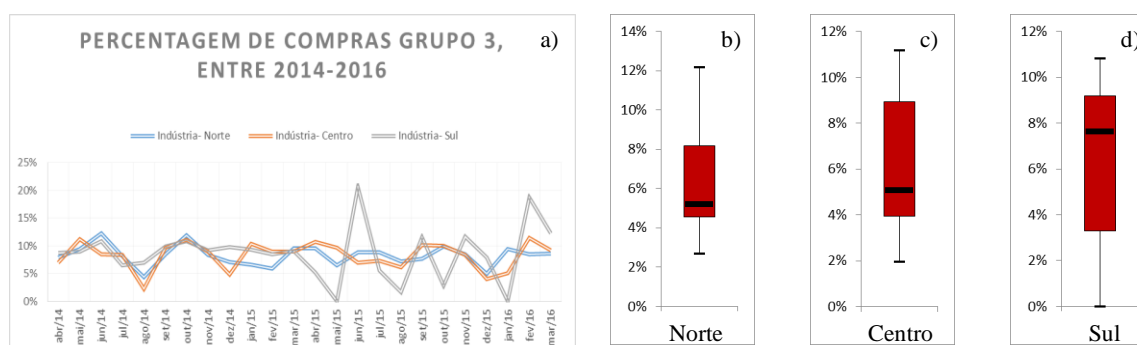 PERCENTAGEM DE COMPRAS GRUPO 3,
ENTRE 2014-2016
a)
Indústria- Norte
Indústria- Centro
Indústria- Sul
25%
20%
15%
10%
5%
0%
abr/14
mai/14
jun/14
jul/14
ago/14
set/14
out/14
nov/14
dez/14
jan/15
fev/15
mar/15
abr/15
mai/15
jun/15
jul/15
ago/15
set/15
out/15
nov/15
dez/15
jan/16
fev/16
mar/16
b)
14%
12%
10%
8%
6%
4%
2%
0%
Norte
c)
12%
10%
8%
6%
4%
2%
0%
Centro
d)
12%
10%
8%
6%
4%
2%
0%
Sul